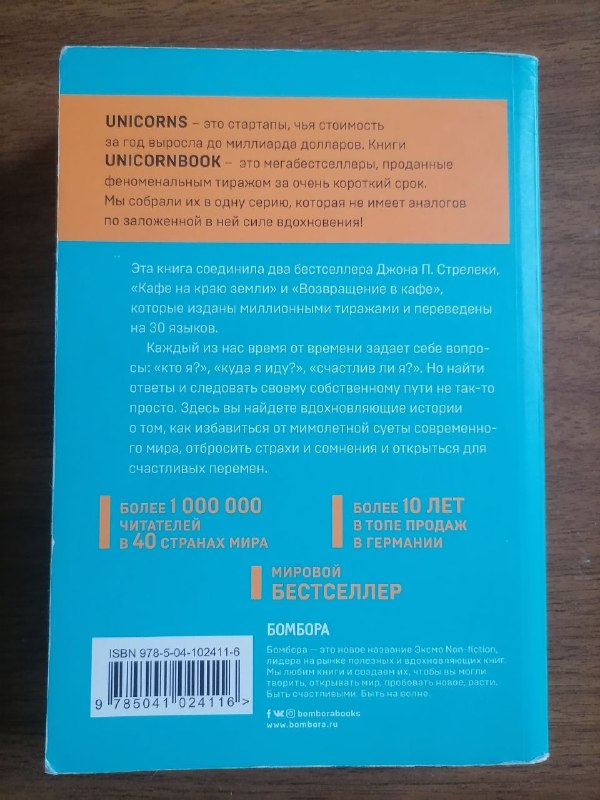 UNICORNS – это стартапы, чья стоимость
за год выросла до миллиарда долларов. Книги
UNICORNBOOK – это мегабестселлеры, проданные
феноменальным тиражом за очень короткий срок.
Мы собрали их в одну серию, которая не имеет аналогов
по заложенной в ней силе вдохновения!
Эта книга соединила два бестселлера Джона П. Стрелеки,
«Кафе на краю земли» и «Возвращение в кафе»,
которые изданы миллионными тиражами и переведены
на 30 языков.
Каждый из нас время от времени задает себе вопро-
сы: «кто я?», «куда я иду?», «счастлив ли я?». Но найти
ответы и следовать своему собственному пути не так-то
просто. Здесь вы найдете вдохновляющие истории
о том, как избавиться от мимолетной суеты современно-
го мира, отбросить страхи и сомнения и открыться для
счастливых перемен.
БОЛЕЕ 1 000 000
ЧИТАТЕЛЕЙ
В 40 СТРАНАХ МИРА
БОЛЕЕ 10 ЛЕТ
В ТОПЕ ПРОДАЖ
В ГЕРМАНИИ
МИРОВОЙ
БЕСТСЕЛЛЕР
БОМБОРА
Бомбора — это новое название Эксмо Non-fiction,
лидера на рынке полезных и вдохновляющих книг.
Мы любим книги и создаем их, чтобы вы могли
творить, открывать мир, пробовать новое, расти.
Быть счастливыми. Быть на волне.
bomborabooks
www.bombora.ru
ISBN 978-5-04-102411-6
9 785041 024116 >